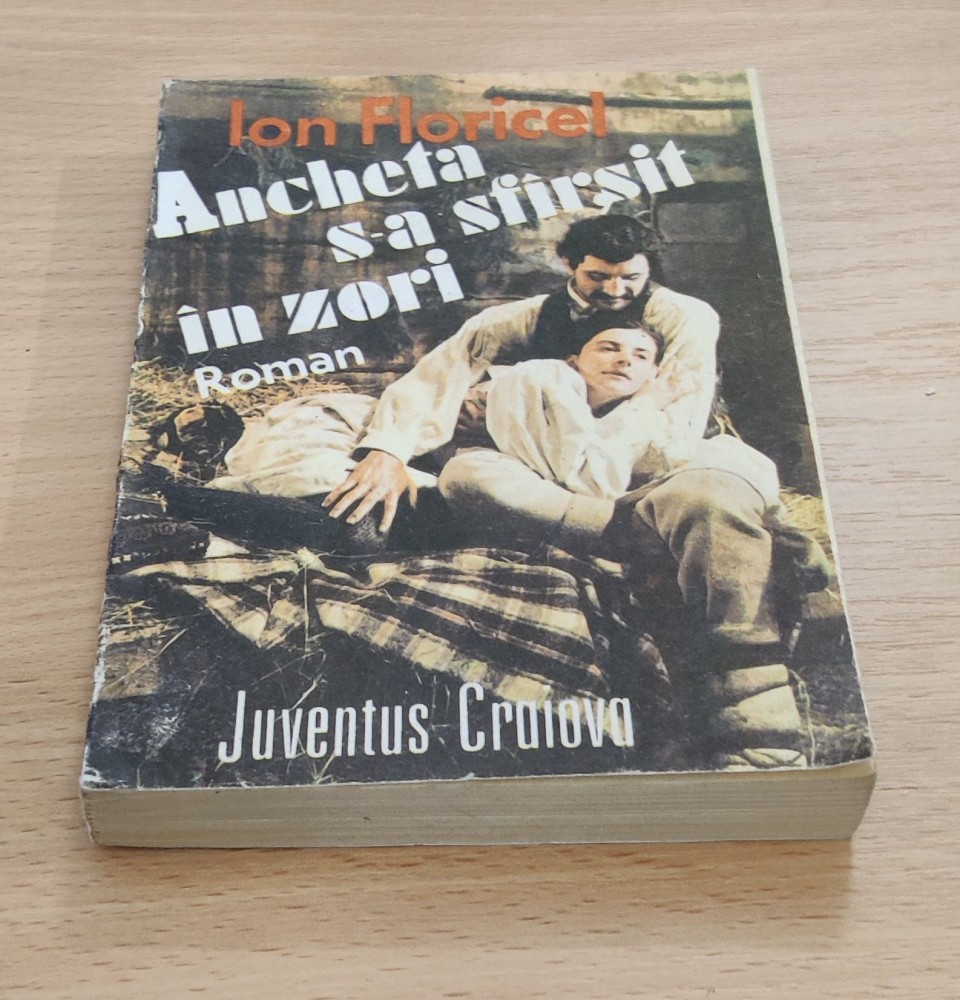 Ion Floricel
Ancheta
s-a sfîrşit
în zori
Roman
Juventus Craiova